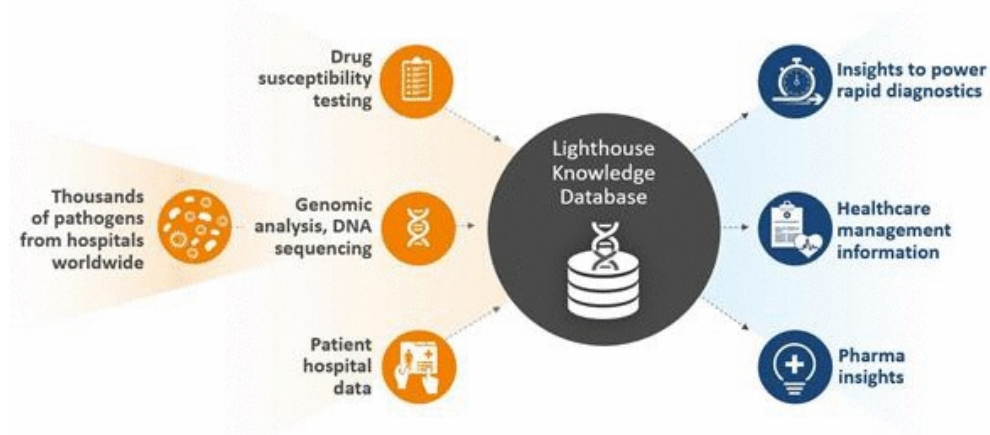 Thousands
of pathogens
from hospitals
worldwide
Drug
susceptibility
testing
Genomic
analysis, DNA
sequencing
Patient
hospital
data
Lighthouse
Knowledge
Database
Insights to power
rapid diagnostics
Healthcare
management
information
Pharma
insights